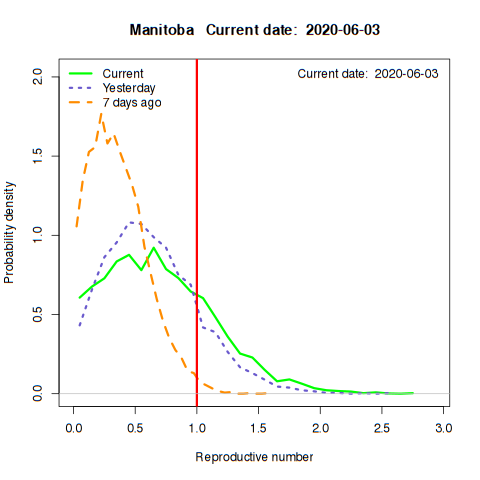 Manitoba   Current date:  2020-06-03
Current
Yesterday
7 days ago
Current date:  2020-06-03
Probability density
2.0
1.5
1.0
0.5
0.0
0.0 0.5 1.0 1.5 2.0 2.5 3.0
Reproductive number